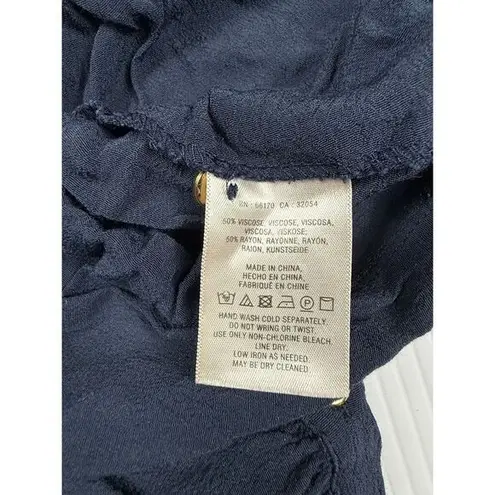 RN : 66170 CA : 32054
50% VISCOSE, VISCOSE, VISCOSA,
VISCOSA, VISKOSE;
50% RAYON, RAYONNE, RAYÓN,
RAION, KUNSTSEIDE
MADE IN CHINA,
HECHO EN CHINA,
FABRIQUÉ EN CHINE
HAND WASH COLD SEPARATELY.
DO NOT WRING OR TWIST.
USE ONLY NON-CHLORINE BLEACH.
LINE DRY.
LOW IRON AS NEEDED
MAY BE DRY CLEANED